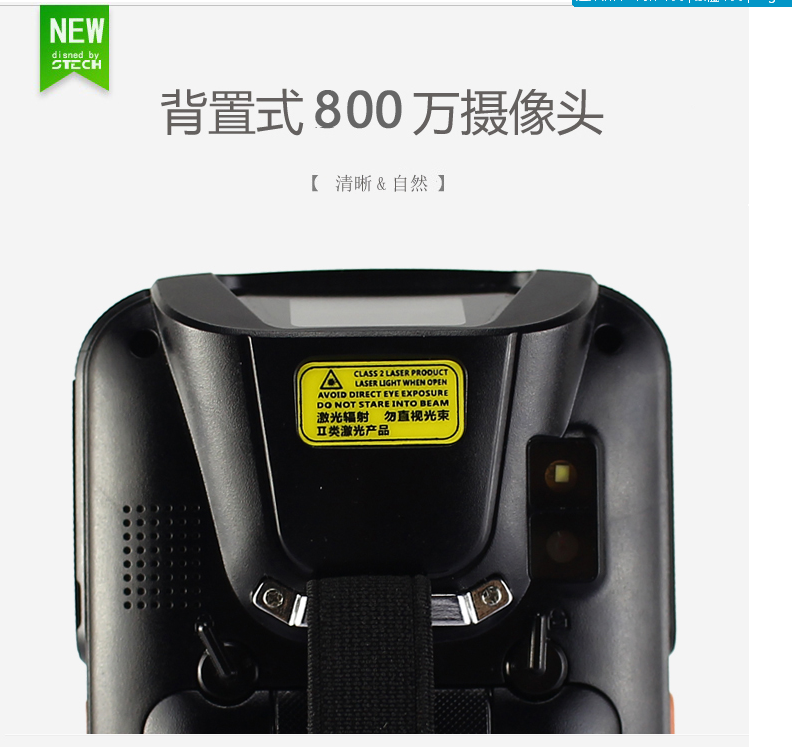 NEW
disned by
STECH
背置式 800 万摄像头
【 清晰 & 自然 】
CLASS 2 LASER PRODUCT
LASER LIGHT WHEN OPEN
AVOID DIRECT EYE EXPOSURE
DO NOT STARE INTO BEAM
激光辐射 勿直视光束
II类激光产品